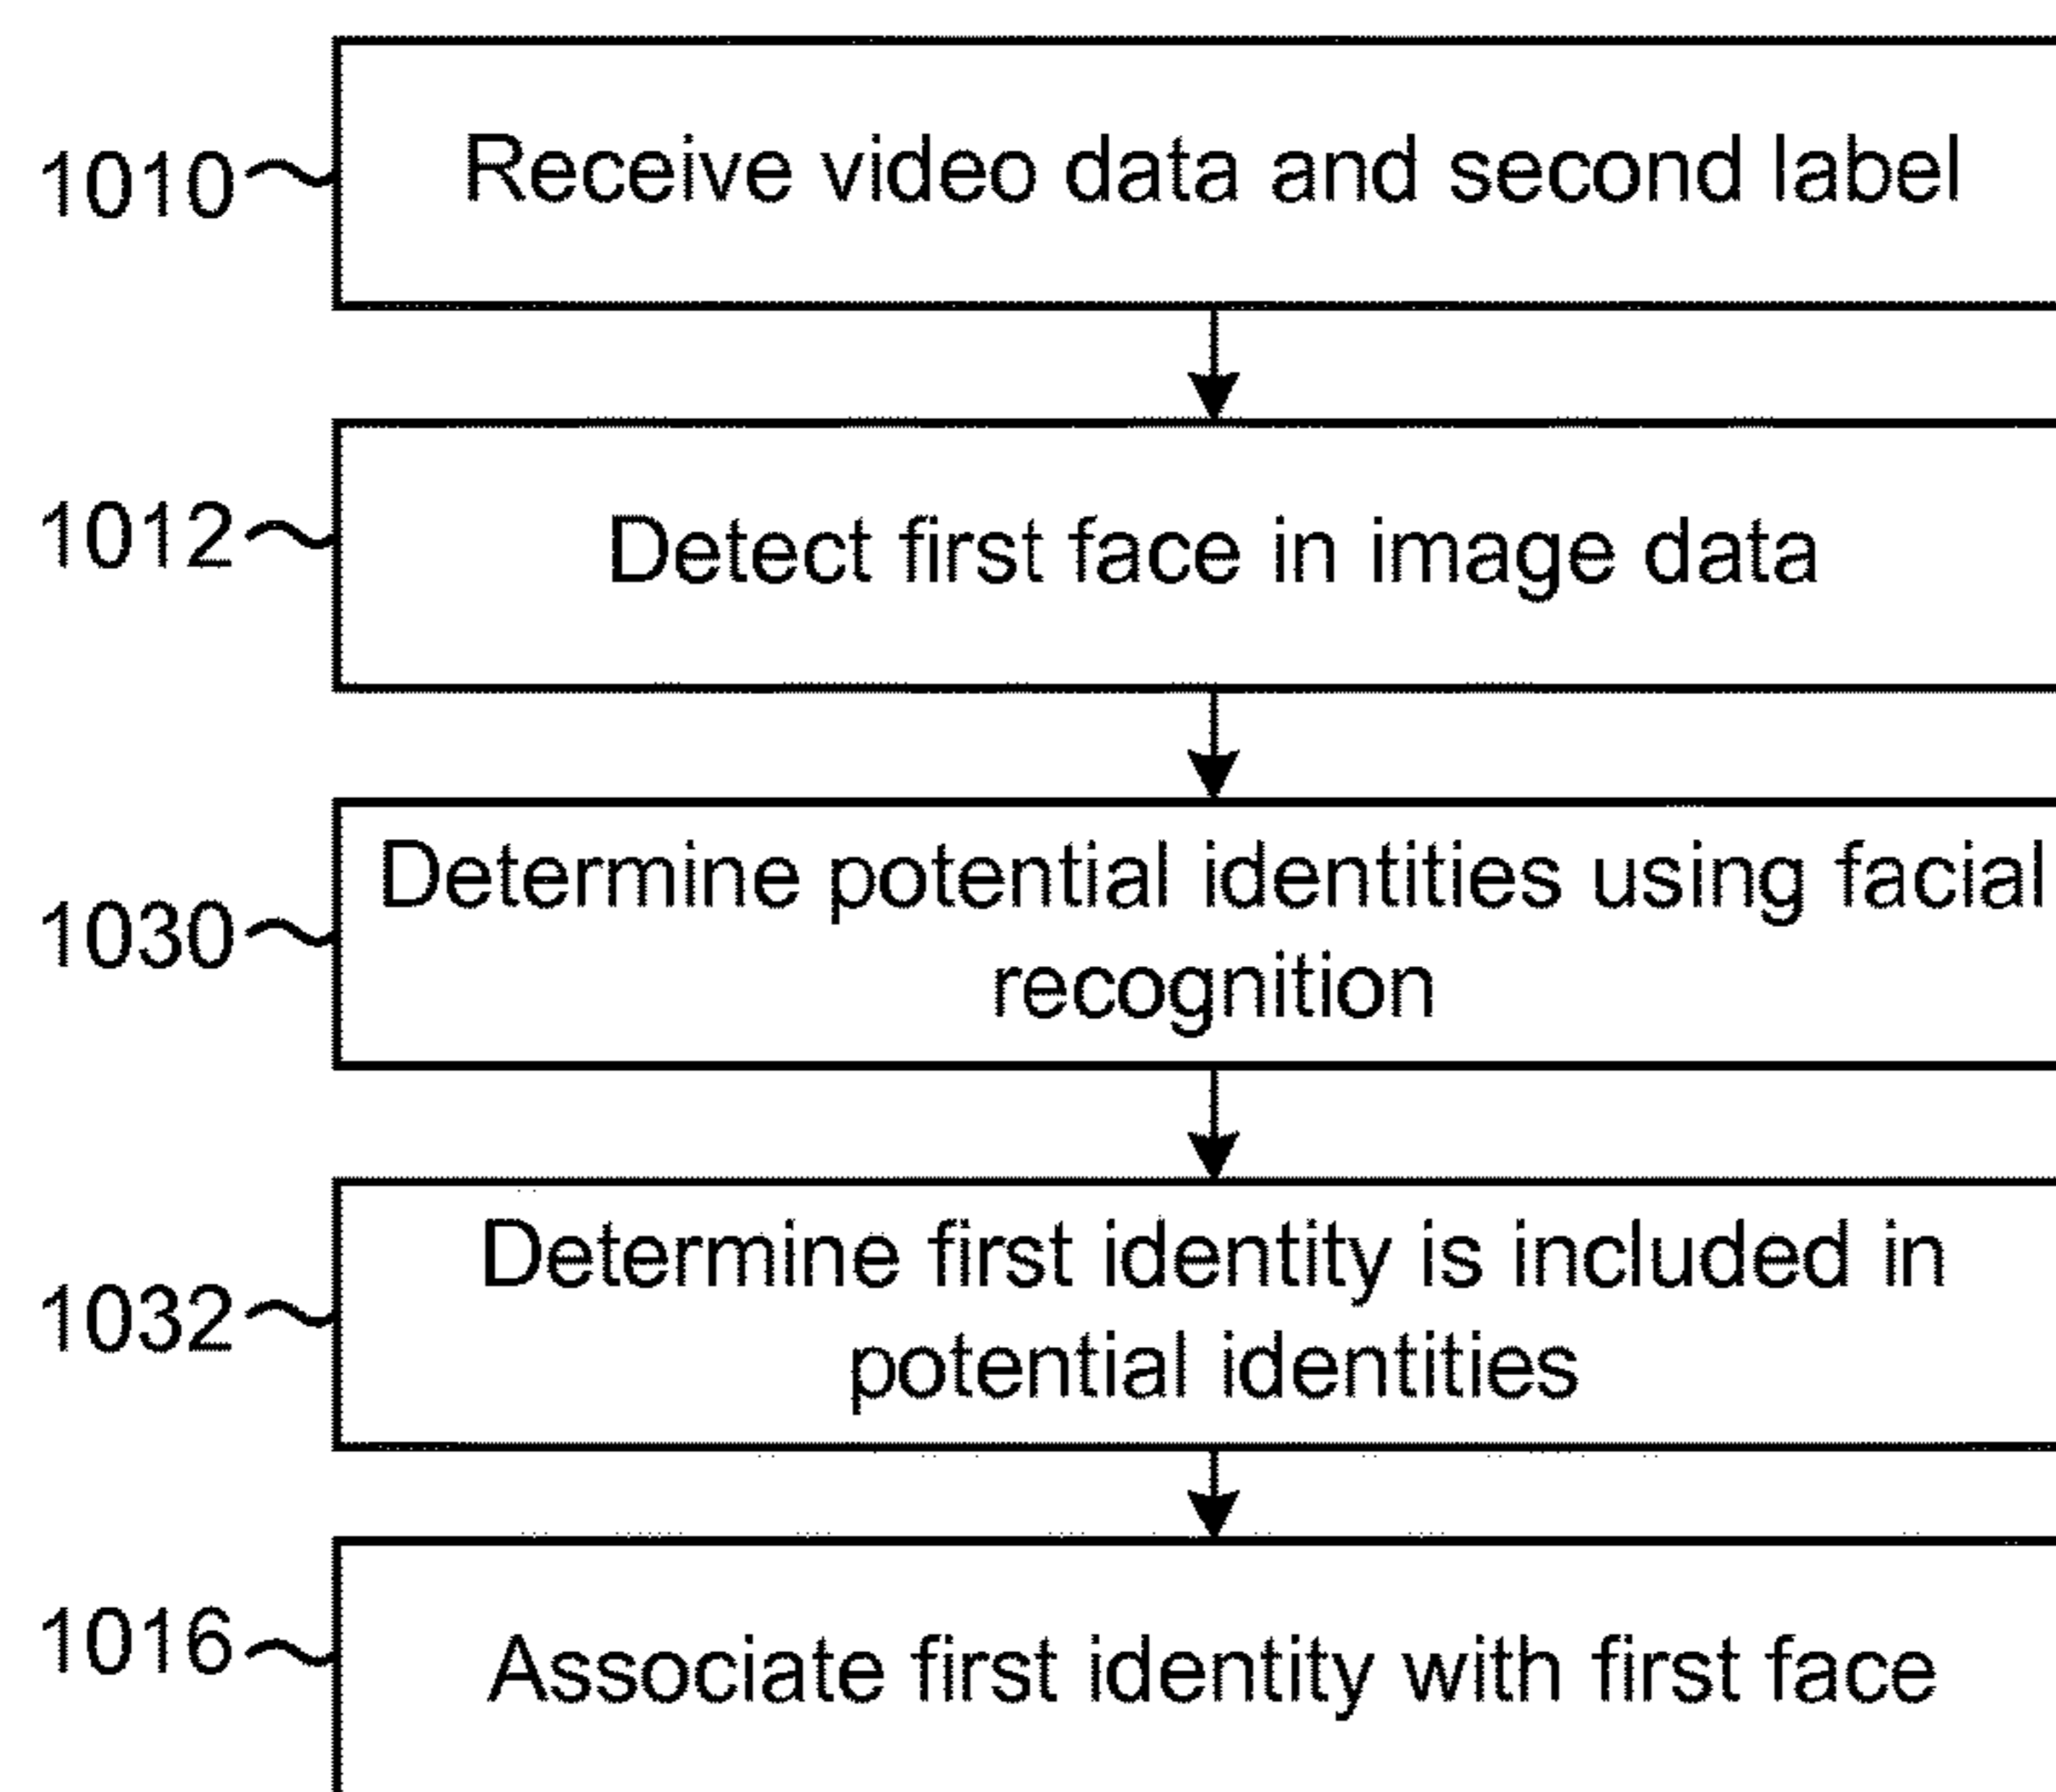 1010
Receive video data and second label
1012
Detect first face in image data
1030
Determine potential identities using facial
recognition
1032
Determine first identity is included in
potential identities
1016
Associate first identity with first face